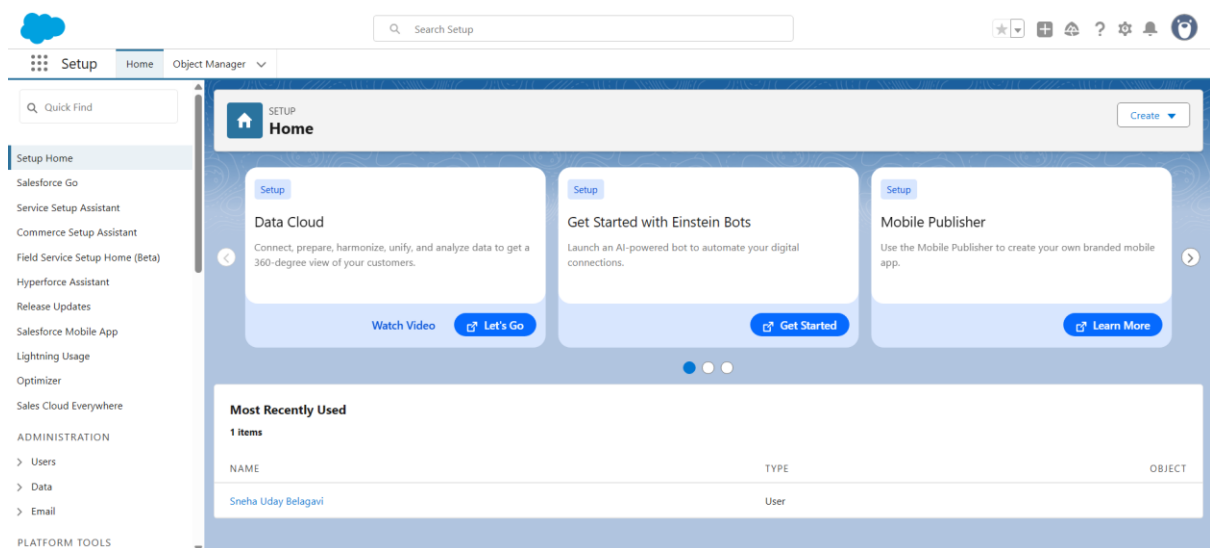 Search Setup
Setup
Home
Object Manager
Quick Find
Setup Home
Salesforce Go
Service Setup Assistant
Commerce Setup Assistant
Field Service Setup Home (Beta)
Hyperforce Assistant
Release Updates
Salesforce Mobile App
Lightning Usage
Optimizer
Sales Cloud Everywhere
ADMINISTRATION
Users
Data
Email
PLATFORM TOOLS
SETUP
Home
Create
Setup
Data Cloud
Connect, prepare, harmonize, unify, and analyze data to get a
360-degree view of your customers.
Watch Video
Let's Go
Setup
Get Started with Einstein Bots
Launch an AI-powered bot to automate your digital
connections.
Get Started
Setup
Mobile Publisher
Use the Mobile Publisher to create your own branded mobile
app.
Learn More
Most Recently Used
1 items
NAME TYPE OBJECT
Sneha Uday Belagavi User